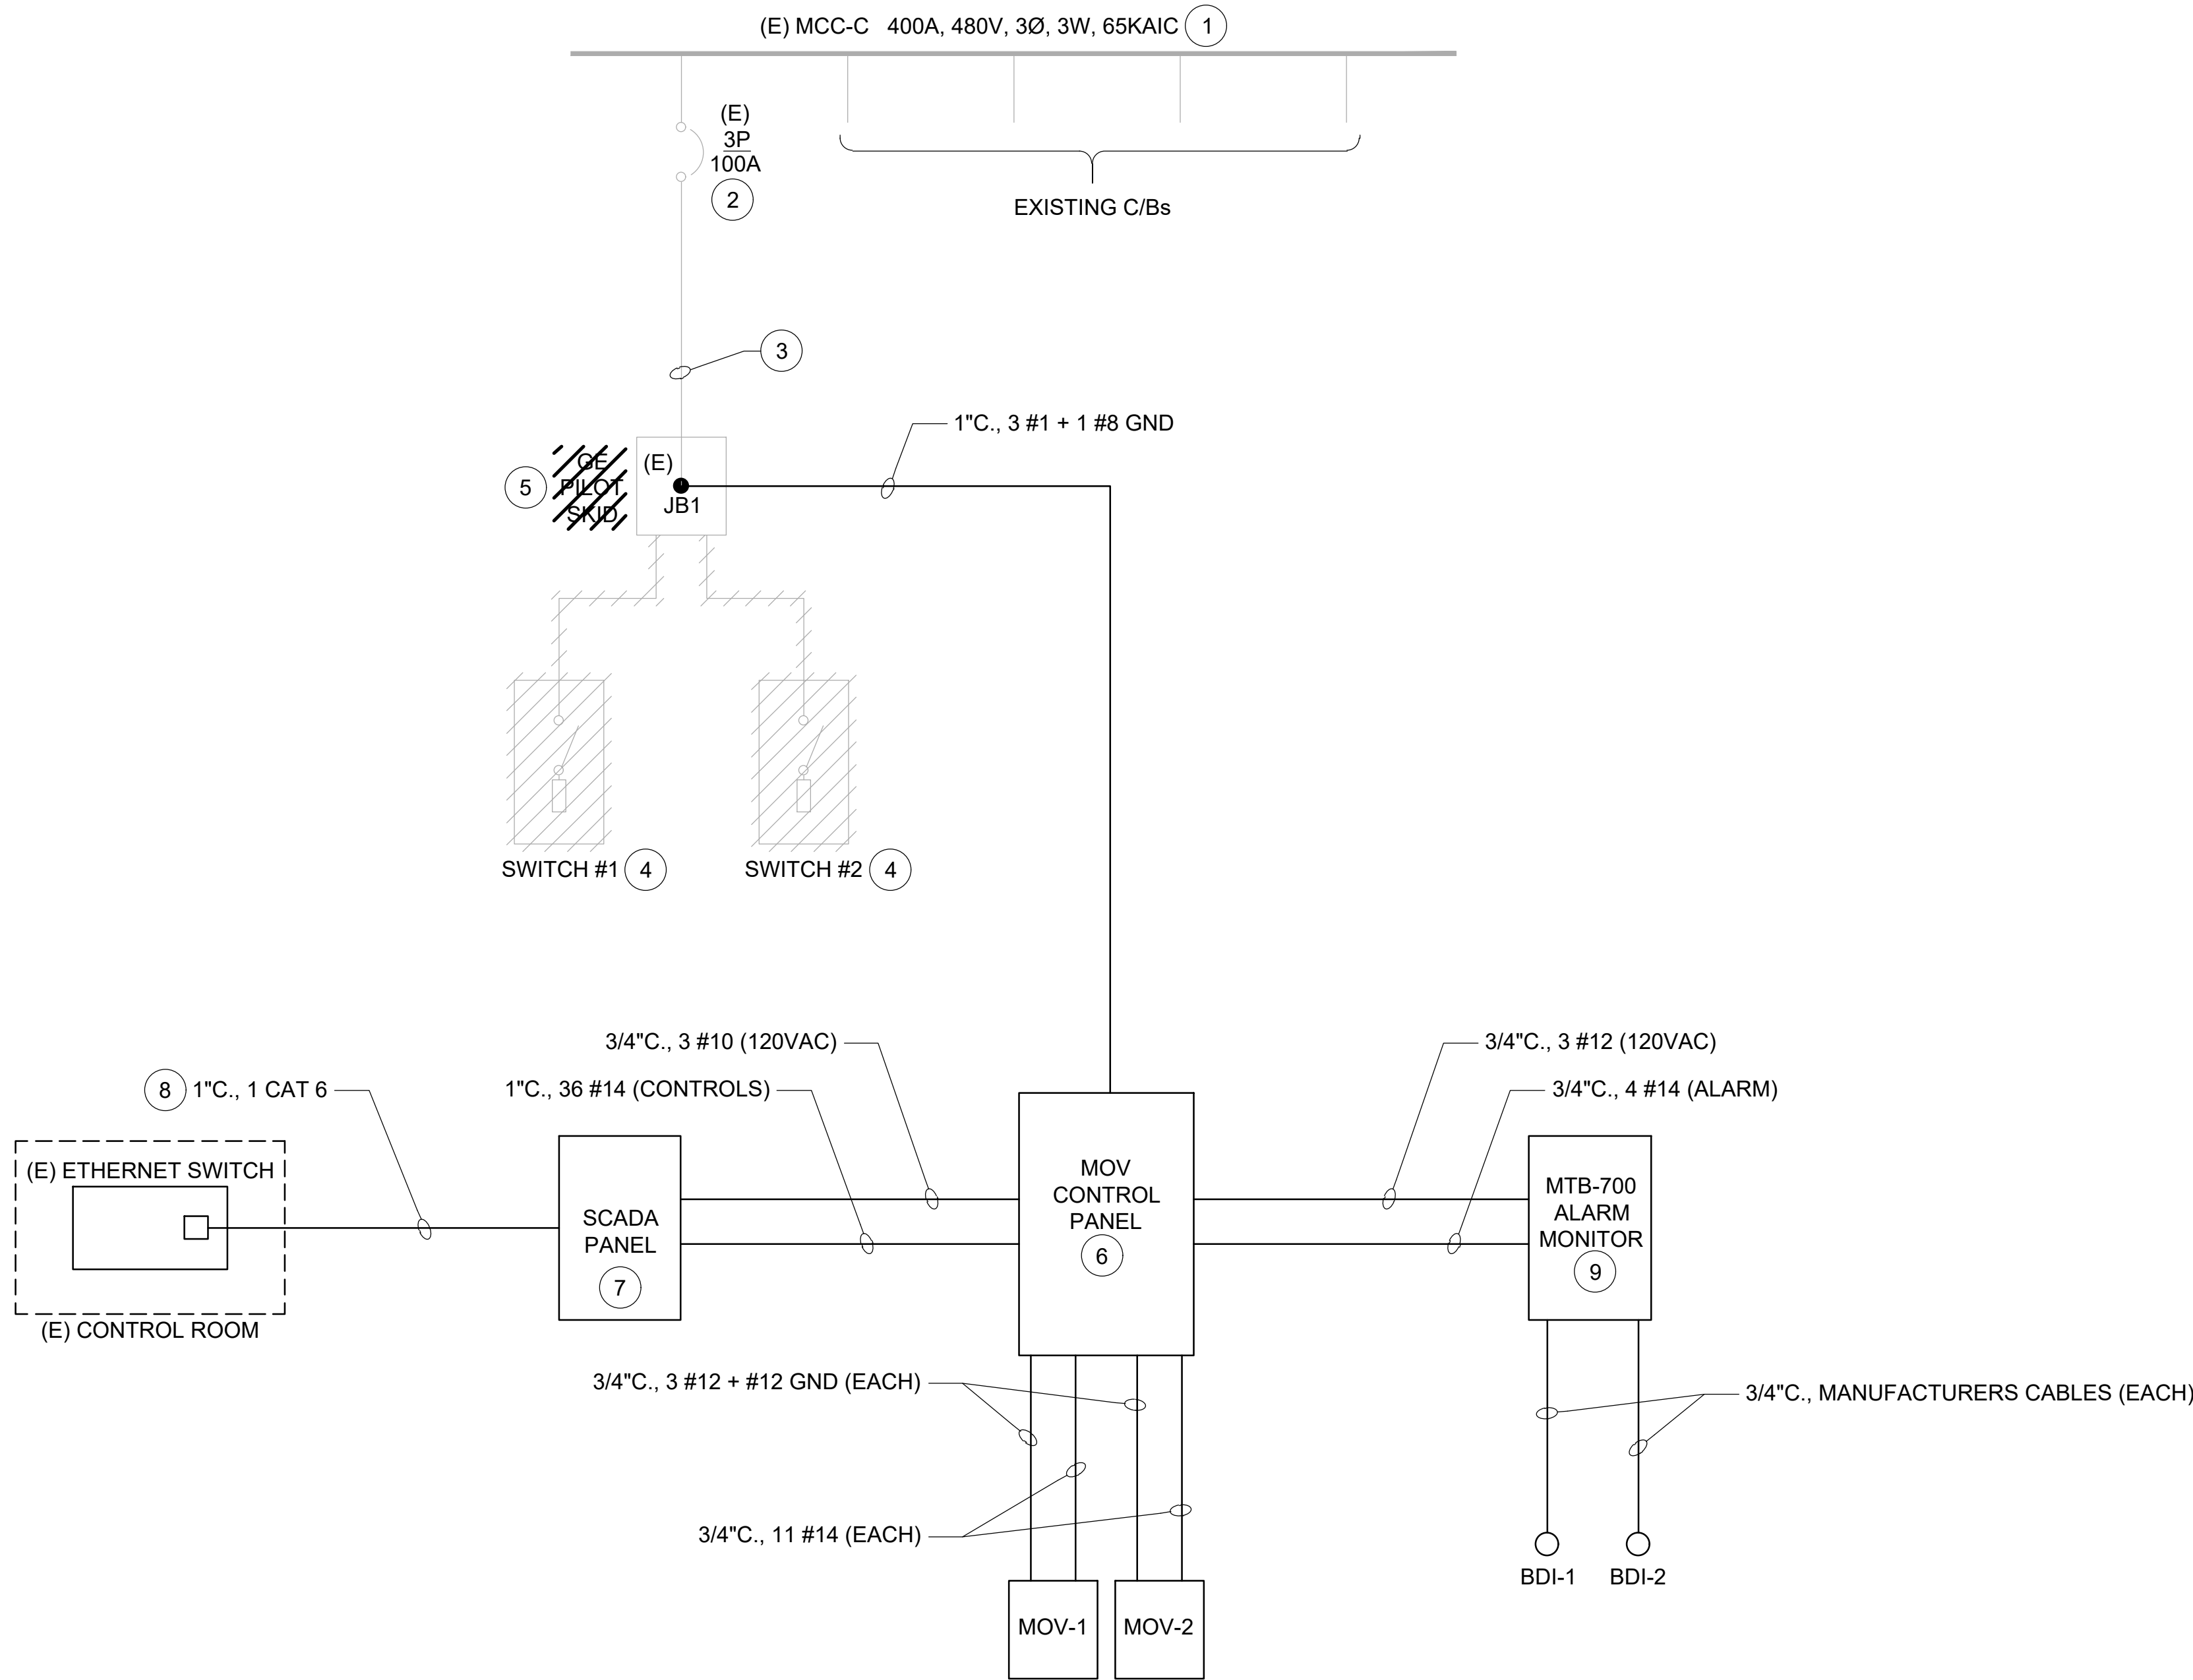 (E) MCC-C 400A, 480V, 3Ø, 3W, 65KAIC 1
(E)
3P
100A
2
EXISTING C/Bs
3
1"C., 3 #1 + 1 #8 GND
GE
PILOT
SKID
5
(E)
JB1
SWITCH #1 4
SWITCH #2 4
3/4"C., 3 #10 (120VAC)
3/4"C., 3 #12 (120VAC)
8 1"C., 1 CAT 6
1"C., 36 #14 (CONTROLS)
3/4"C., 4 #14 (ALARM)
(E) ETHERNET SWITCH
(E) CONTROL ROOM
SCADA
PANEL
7
MOV
CONTROL
PANEL
6
MTB-700
ALARM
MONITOR
9
3/4"C., 3 #12 + #12 GND (EACH)
3/4"C., MANUFACTURERS CABLES (EACH)
3/4"C., 11 #14 (EACH)
BDI-1
BDI-2
MOV-1
MOV-2